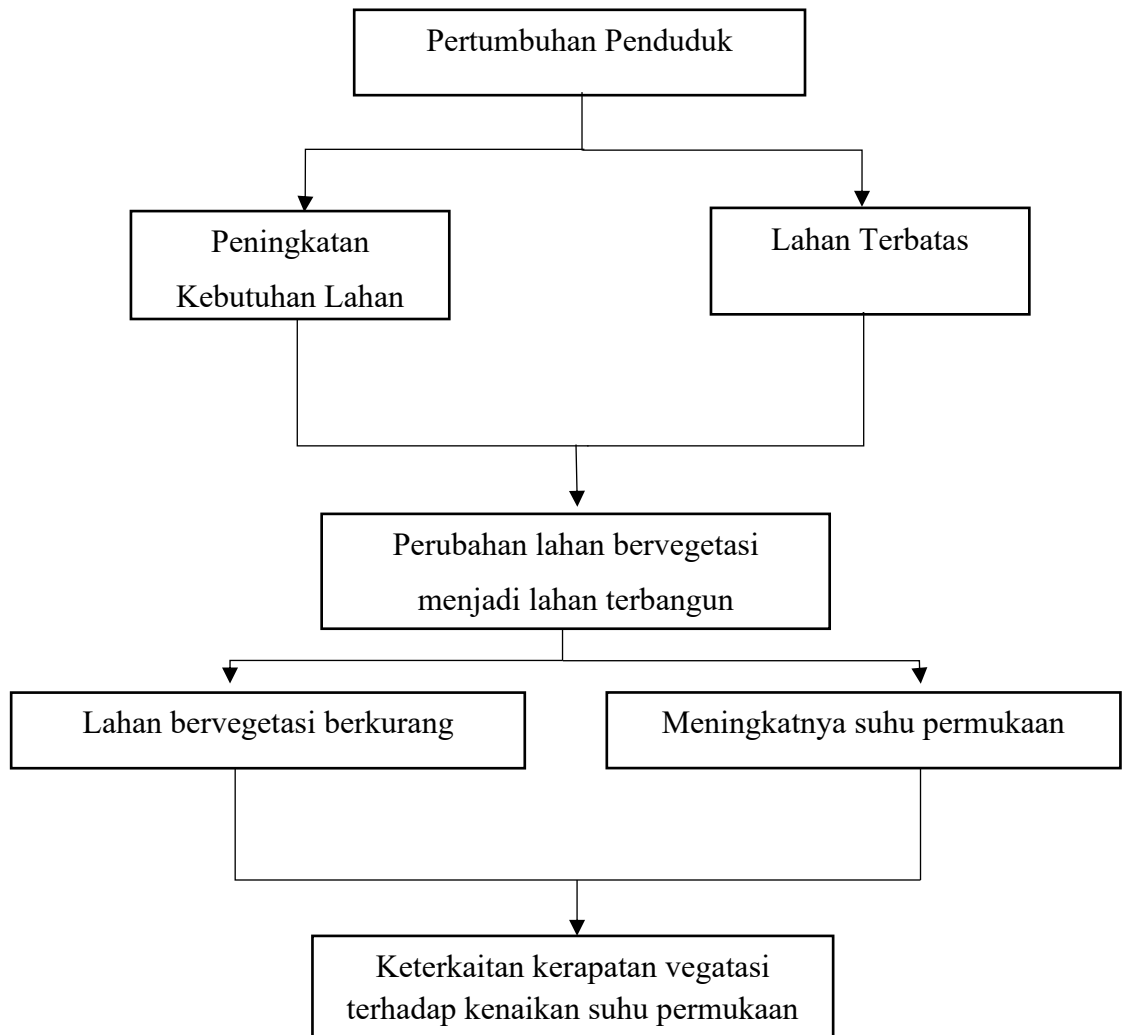 Pertumbuhan Penduduk
Peningkatan
Kebutuhan Lahan
Lahan Terbatas
Perubahan lahan bervegetasi
menjadi lahan terbangun
Lahan bervegetasi berkurang
Meningkatnya suhu permukaan
Keterkaitan kerapatan vegatasi
terhadap kenaikan suhu permukaan